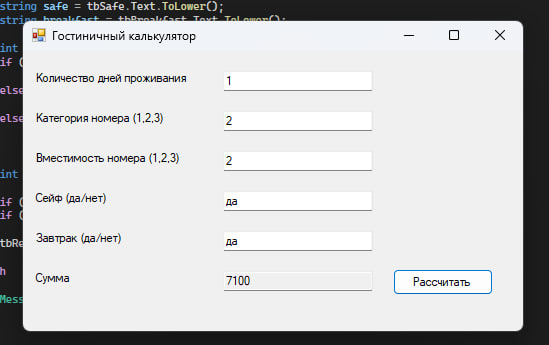 string safe = tbSafe.Text.ToLower();
string breakfast = tbBreakfast.Text.ToLower();
Гостиничный калькулятор
int
if (
else
else
int
if (
if (
tbRe
h
Mess
Количество дней проживания 1
Категория номера (1,2,3) 2
Вместимость номера (1,2,3) 2
Сейф (да/нет) да
Завтрак (да/нет) да
Сумма 7100 Рассчитать